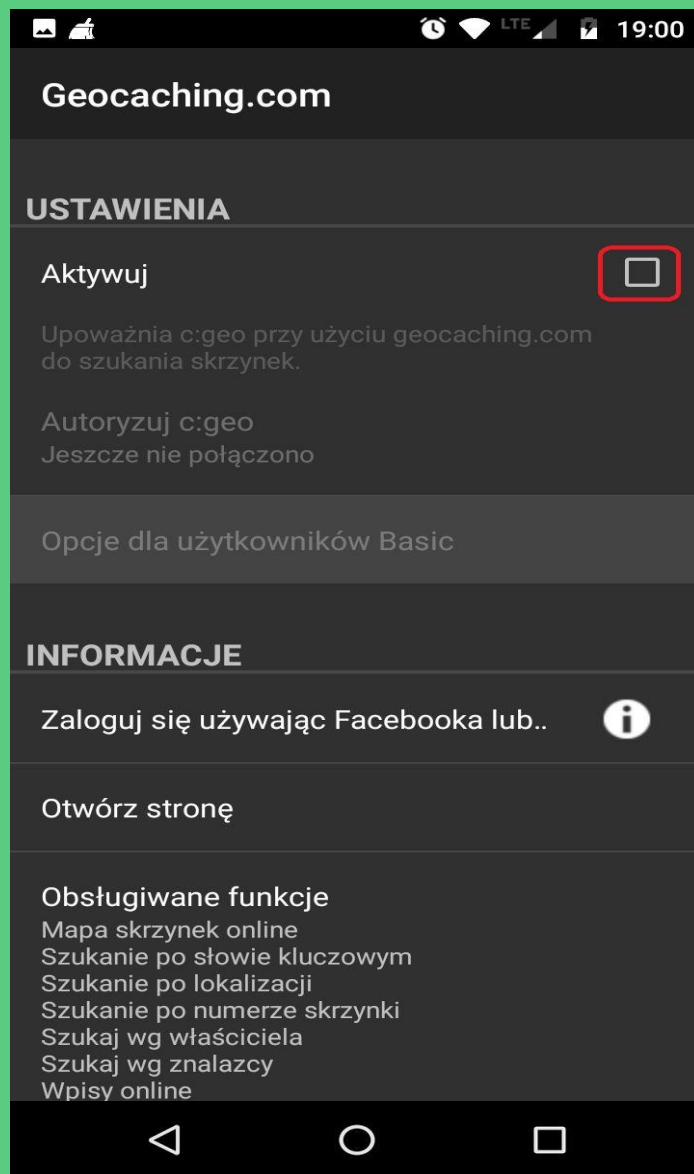 LTE 19:00
Geocaching.com
USTAWIENIA
Aktywuj
Upoważnia c:geo przy użyciu geocaching.com
do szukania skrzynek.
Autoryzuj c:geo
Jeszcze nie połączono
Opcje dla użytkowników Basic
INFORMACJE
Zaloguj się używając Facebooka lub..
Otwórz stronę
Obsługiwane funkcje
Mapa skrzynek online
Szukanie po słowie kluczowym
Szukanie po lokalizacji
Szukanie po numerze skrzynki
Szukaj wg właściciela
Szukaj wg znalazcy
Wpisy online